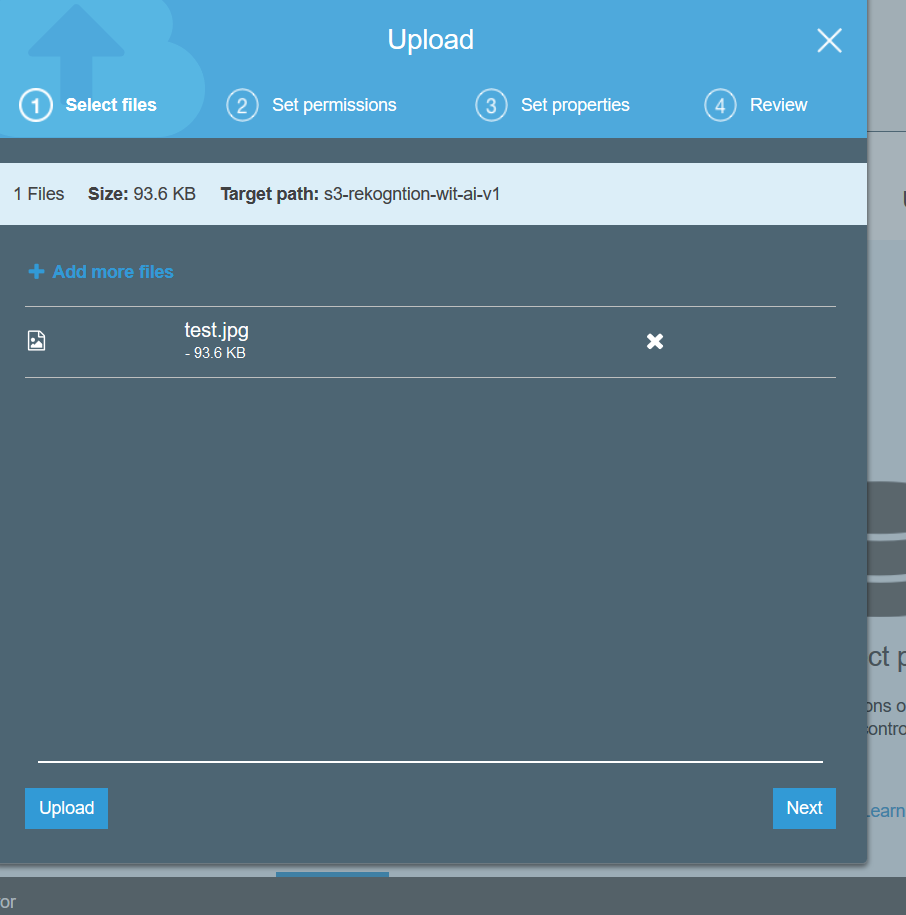 Upload
1 Select files 2 Set permissions 3 Set properties 4 Review
1 Files Size: 93.6 KB Target path: s3-rekogntion-wit-ai-v1
Add more files
test.jpg
- 93.6 KB
ct p
ons o
contro
Upload
Next
Learn
or